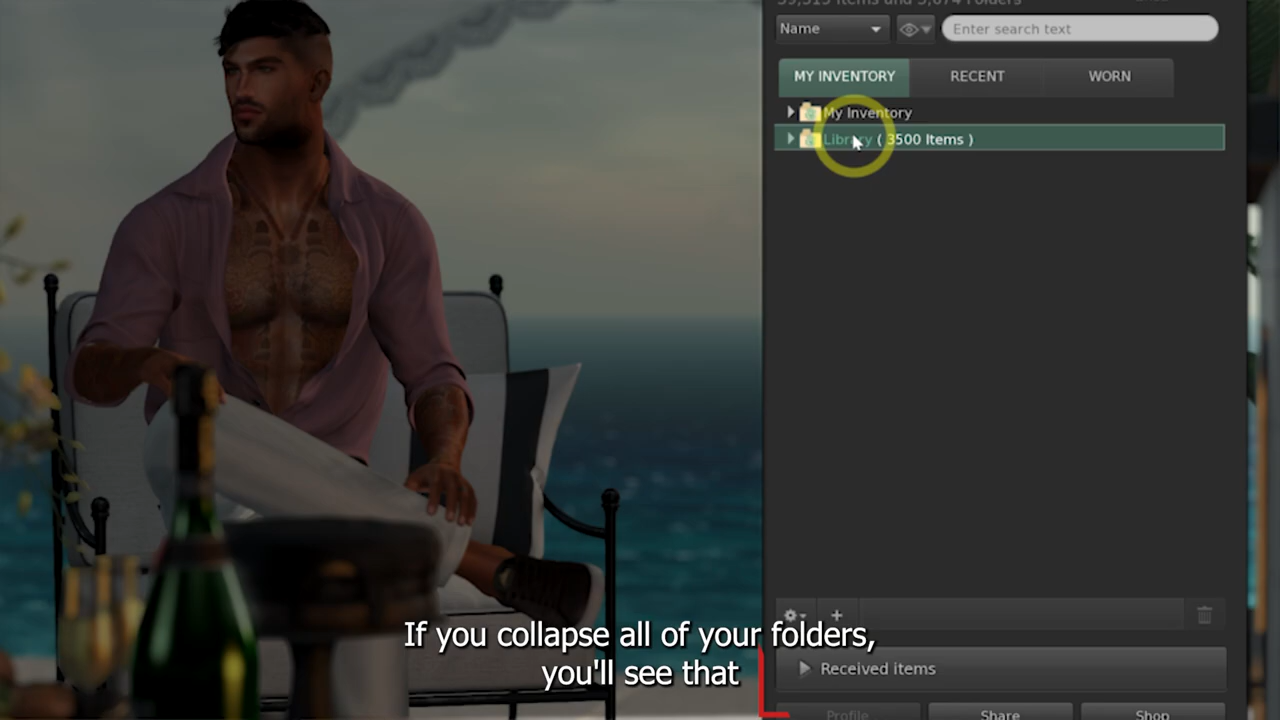 Name
Enter search text
MY INVENTORY RECENT WORN
My Inventory
Library ( 3500 Items )
If you collapse all of your folders,
you'll see that
Received items
Profile Share Shop